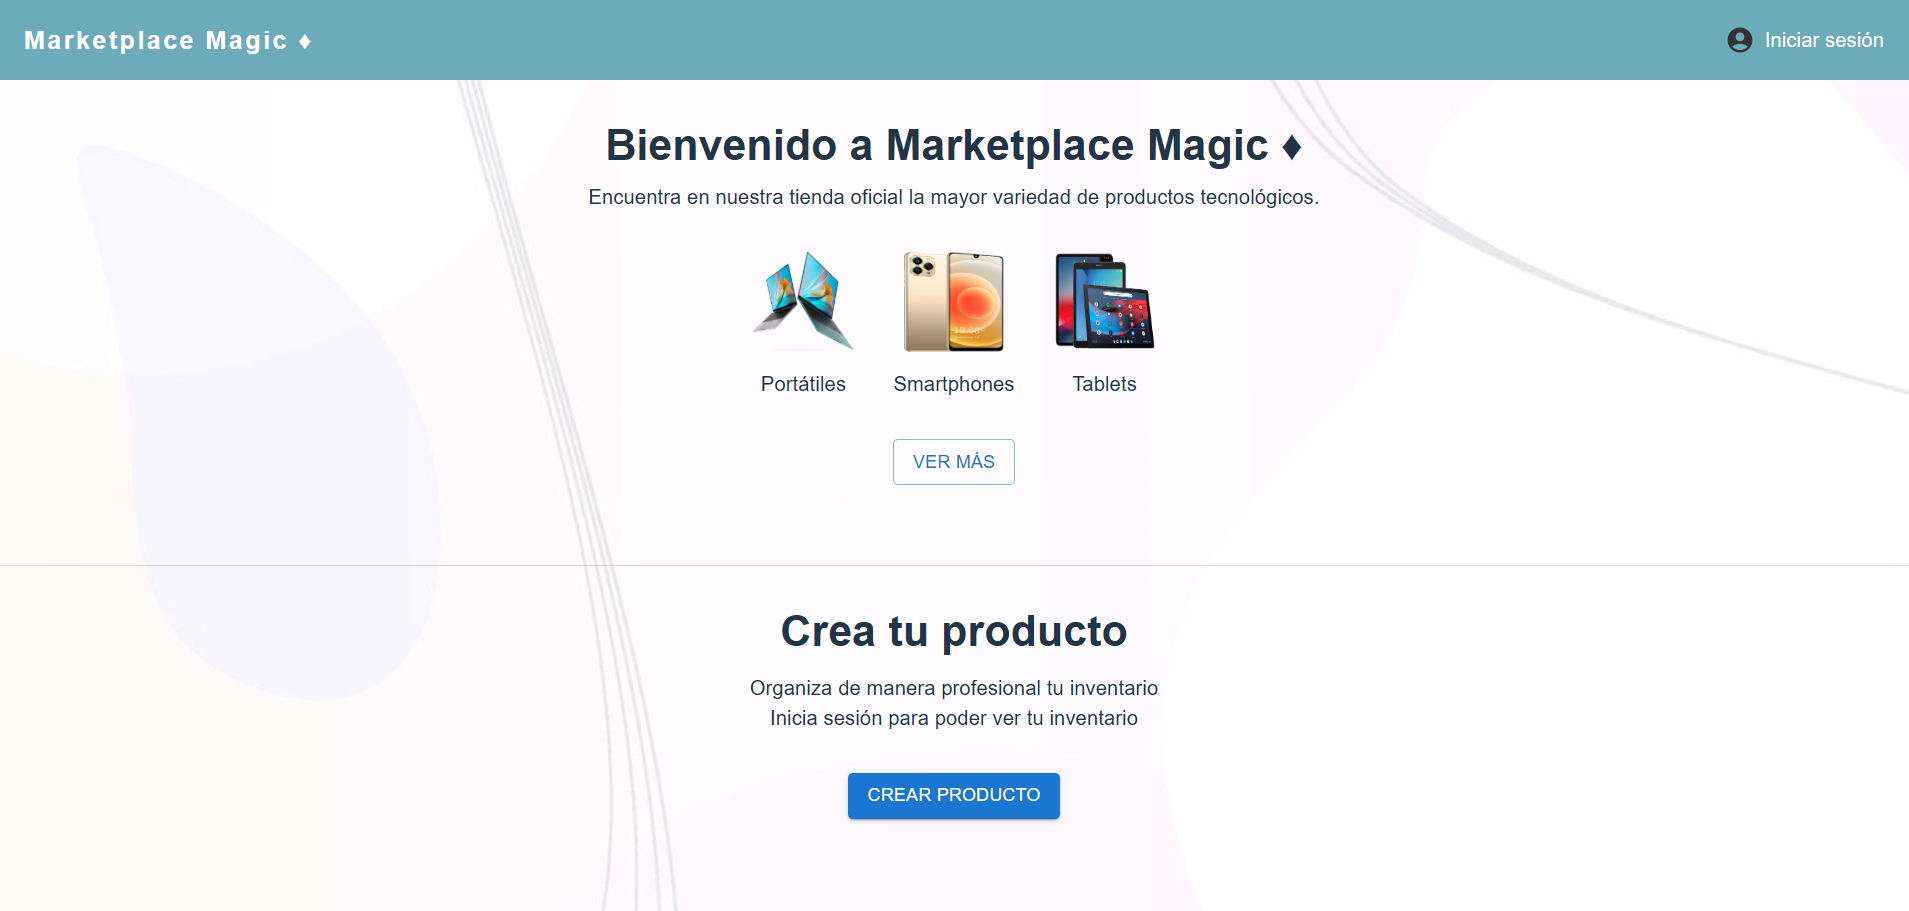 Marketplace Magic ♦
Iniciar sesión
Bienvenido a Marketplace Magic ♦
Encuentra en nuestra tienda oficial la mayor variedad de productos tecnológicos.
19:08
Portátiles
Smartphones
Tablets
VER MÁS
Crea tu producto
Organiza de manera profesional tu inventario
Inicia sesión para poder ver tu inventario
CREAR PRODUCTO